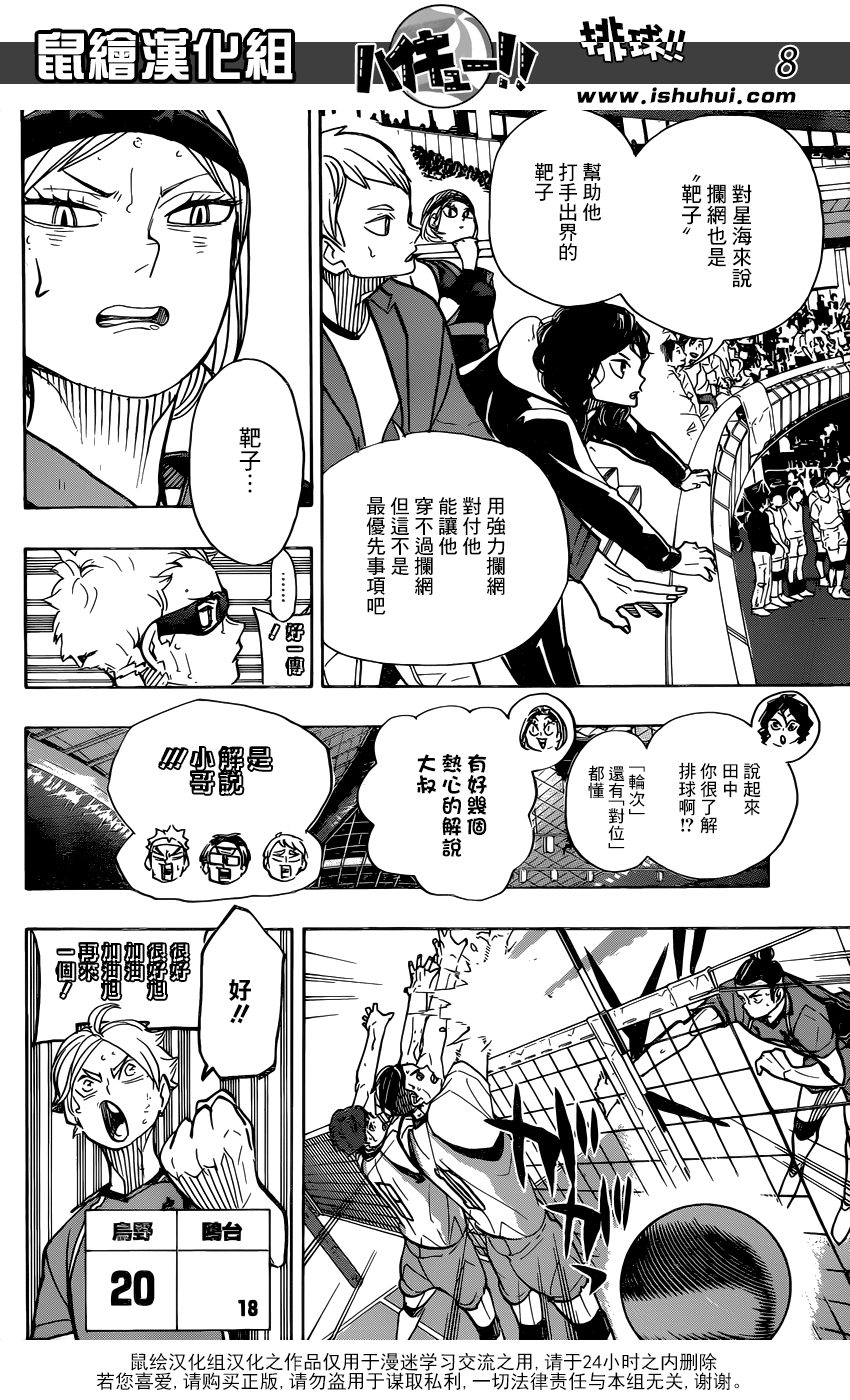 鼠繪漢化組
ハイキュー!!
排球!!
8
www.ishuhui.com
對星海來說
攔網也是
〝靶子〞
幫助他
打手出界的
靶子
用強力攔網
對付他
能讓他
穿不過攔網
但這不是
最優先事項吧
靶子…
……
好一傳!
說起來
田中
你很了解
排球啊!?
「輪次」
還有「對位」
都懂
有好幾個
熱心的解說
大叔
是說
解說
小哥
!!!
好!!
很好
很好旭
加油
加油旭
再來
一個!
烏野
鷗台
20
18
鼠绘汉化组汉化之作品仅用于漫迷学习交流之用, 请于24小时之内删除
若您喜爱, 请购买正版, 请勿盗用于谋取私利, 一切法律责任与本组无关, 谢谢。